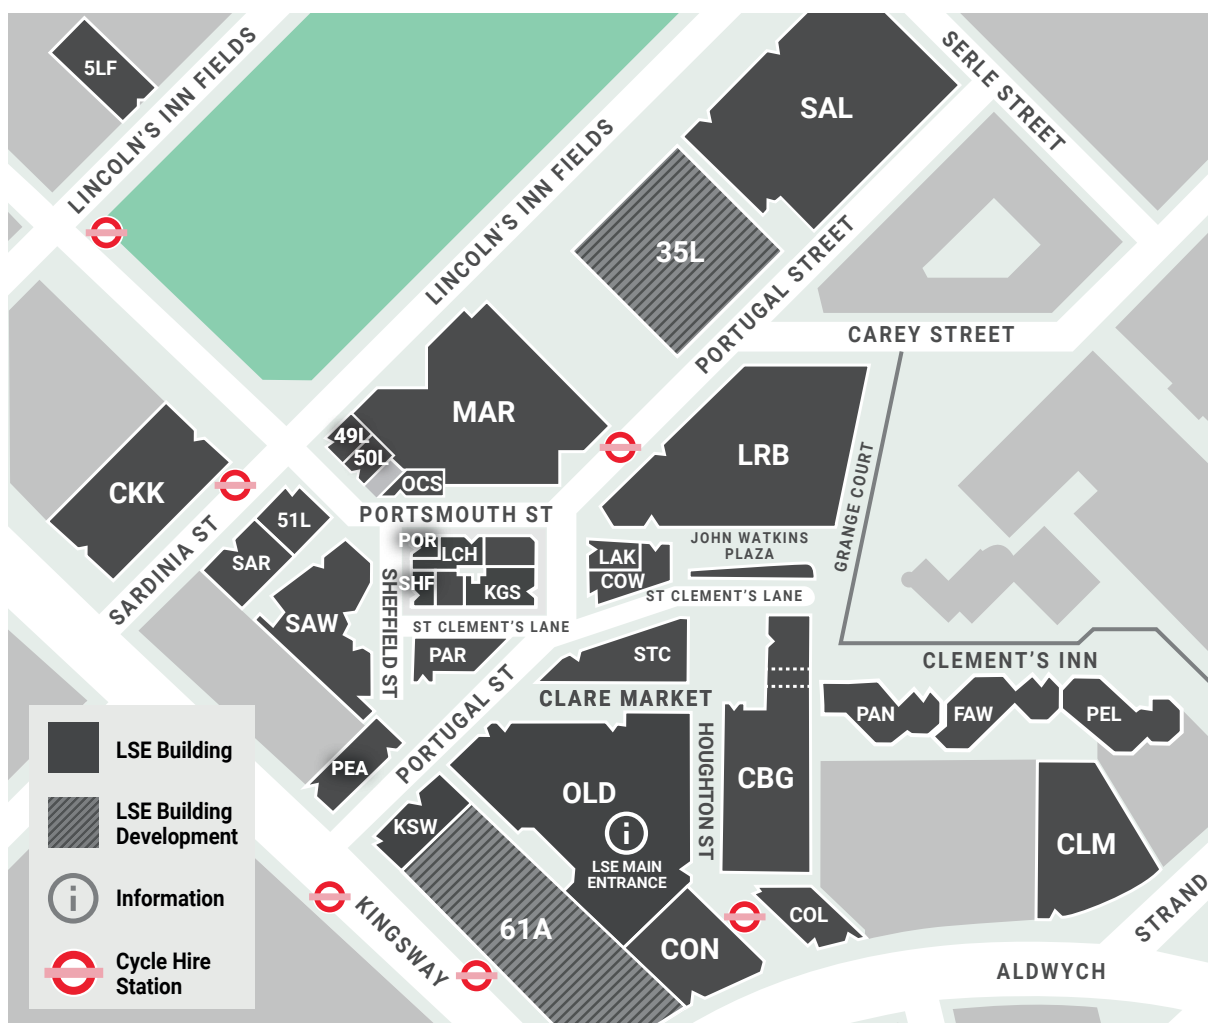 5LF
LINCOLN'S INN FIELDS
SERLE STREET
SAL
LINCOLN'S INN FIELDS
35L
PORTUGAL STREET
CAREY STREET
MAR
49L
50L
OCS
LRB
GRANGE COURT
CKK
SARDINIA ST
51L
SAR
SAW
PORTSMOUTH ST
POR
LCH
SHF
KGS
SHEFFIELD ST
LAK
COW
JOHN WATKINS
PLAZA
ST CLEMENT'S LANE
ST CLEMENT'S LANE
PAR
STC
CLARE MARKET
CLEMENT'S INN
PAN
FAW
PEL
PORTUGAL ST
PEA
HOUGHTON ST
OLD
CBG
KSW
LSE MAIN
ENTRANCE
CLM
61A
CON
COL
KINGSWAY
STRAND
ALDWYCH
LSE Building
LSE Building
Development
i
i
Information
Cycle Hire
Station